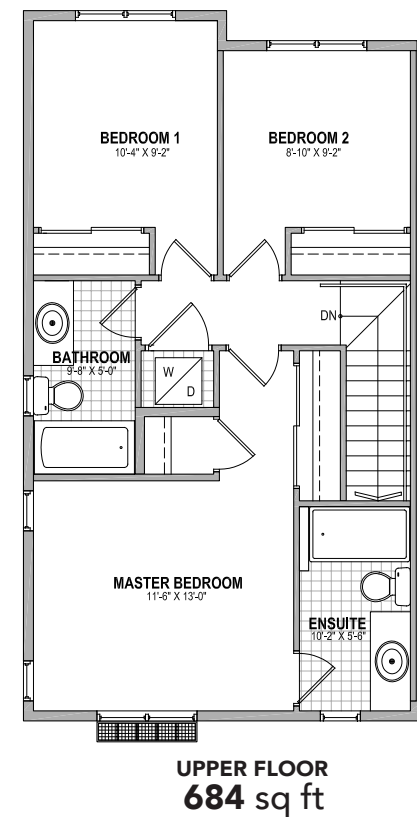 BEDROOM 1
10'-4" X 9'-2"
BEDROOM 2
8'-10" X 9'-2"
DN
BATHROOM
9'-8" X 5'-0"
W
D
MASTER BEDROOM
11'-6" X 13'-0"
ENSUITE
10'-2" X 5'-6"
UPPER FLOOR
684 sq ft